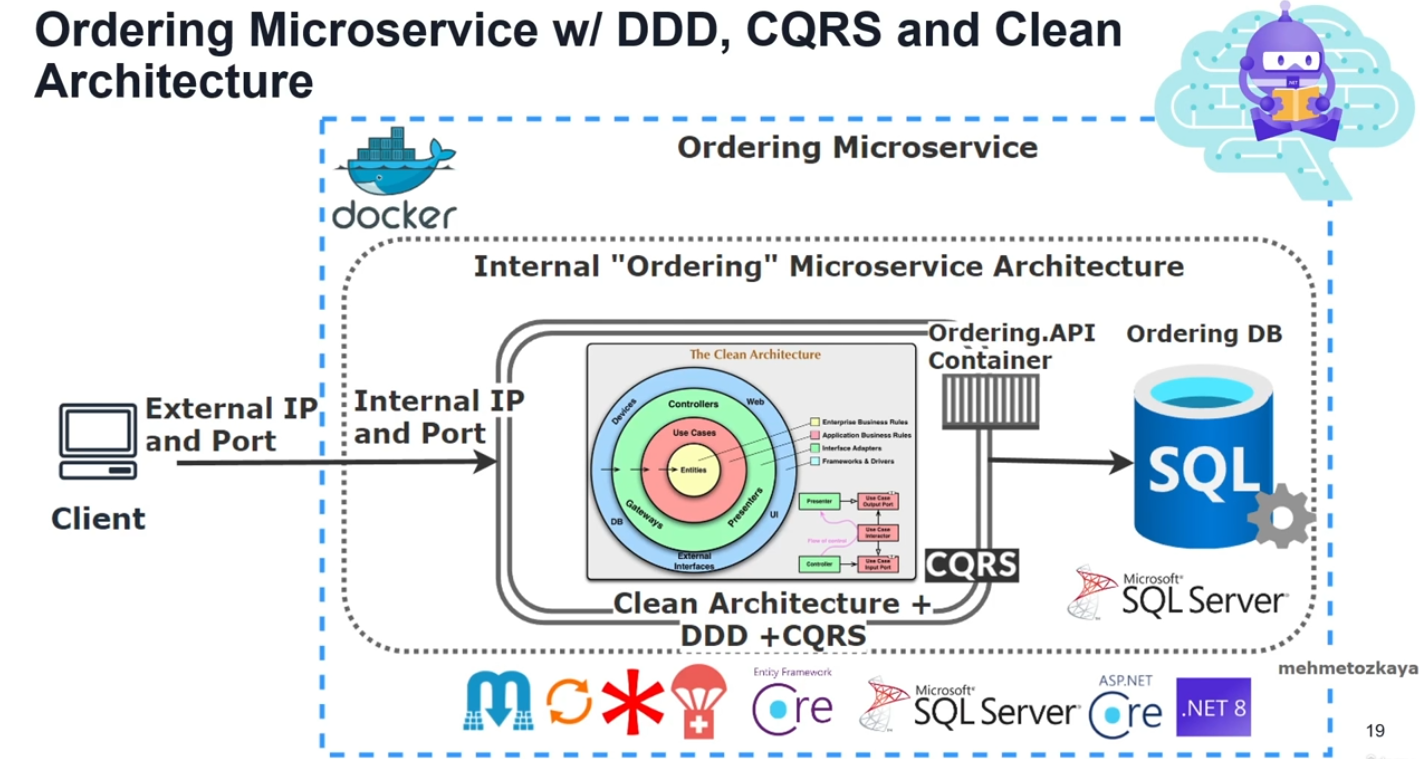 Ordering Microservice w/ DDD, CQRS and Clean
Architecture
.NET
docker
Ordering Microservice
Internal "Ordering" Microservice Architecture
Ordering.API
Container
Ordering DB
External IP
and Port
Internal IP
and Port
Client
The Clean Architecture
Devices
Controllers
Web
Use Cases
Entities
Gateways
Presenters
DB
UI
External
Interfaces
Enterprise Business Rules
Application Business Rules
Interface Adapters
Frameworks & Drivers
Presenter
Use Case
Output Port
Flow of control
Use Case
Interactor
Controller
Use Case
Input Port
SQL
CQRS
Clean Architecture +
DDD +CQRS
Microsoft®
SQL Server®
mehmetozkaya
Entity Framework
Core
Microsoft®
SQL Server®
ASP.NET
Core
.NET 8
19